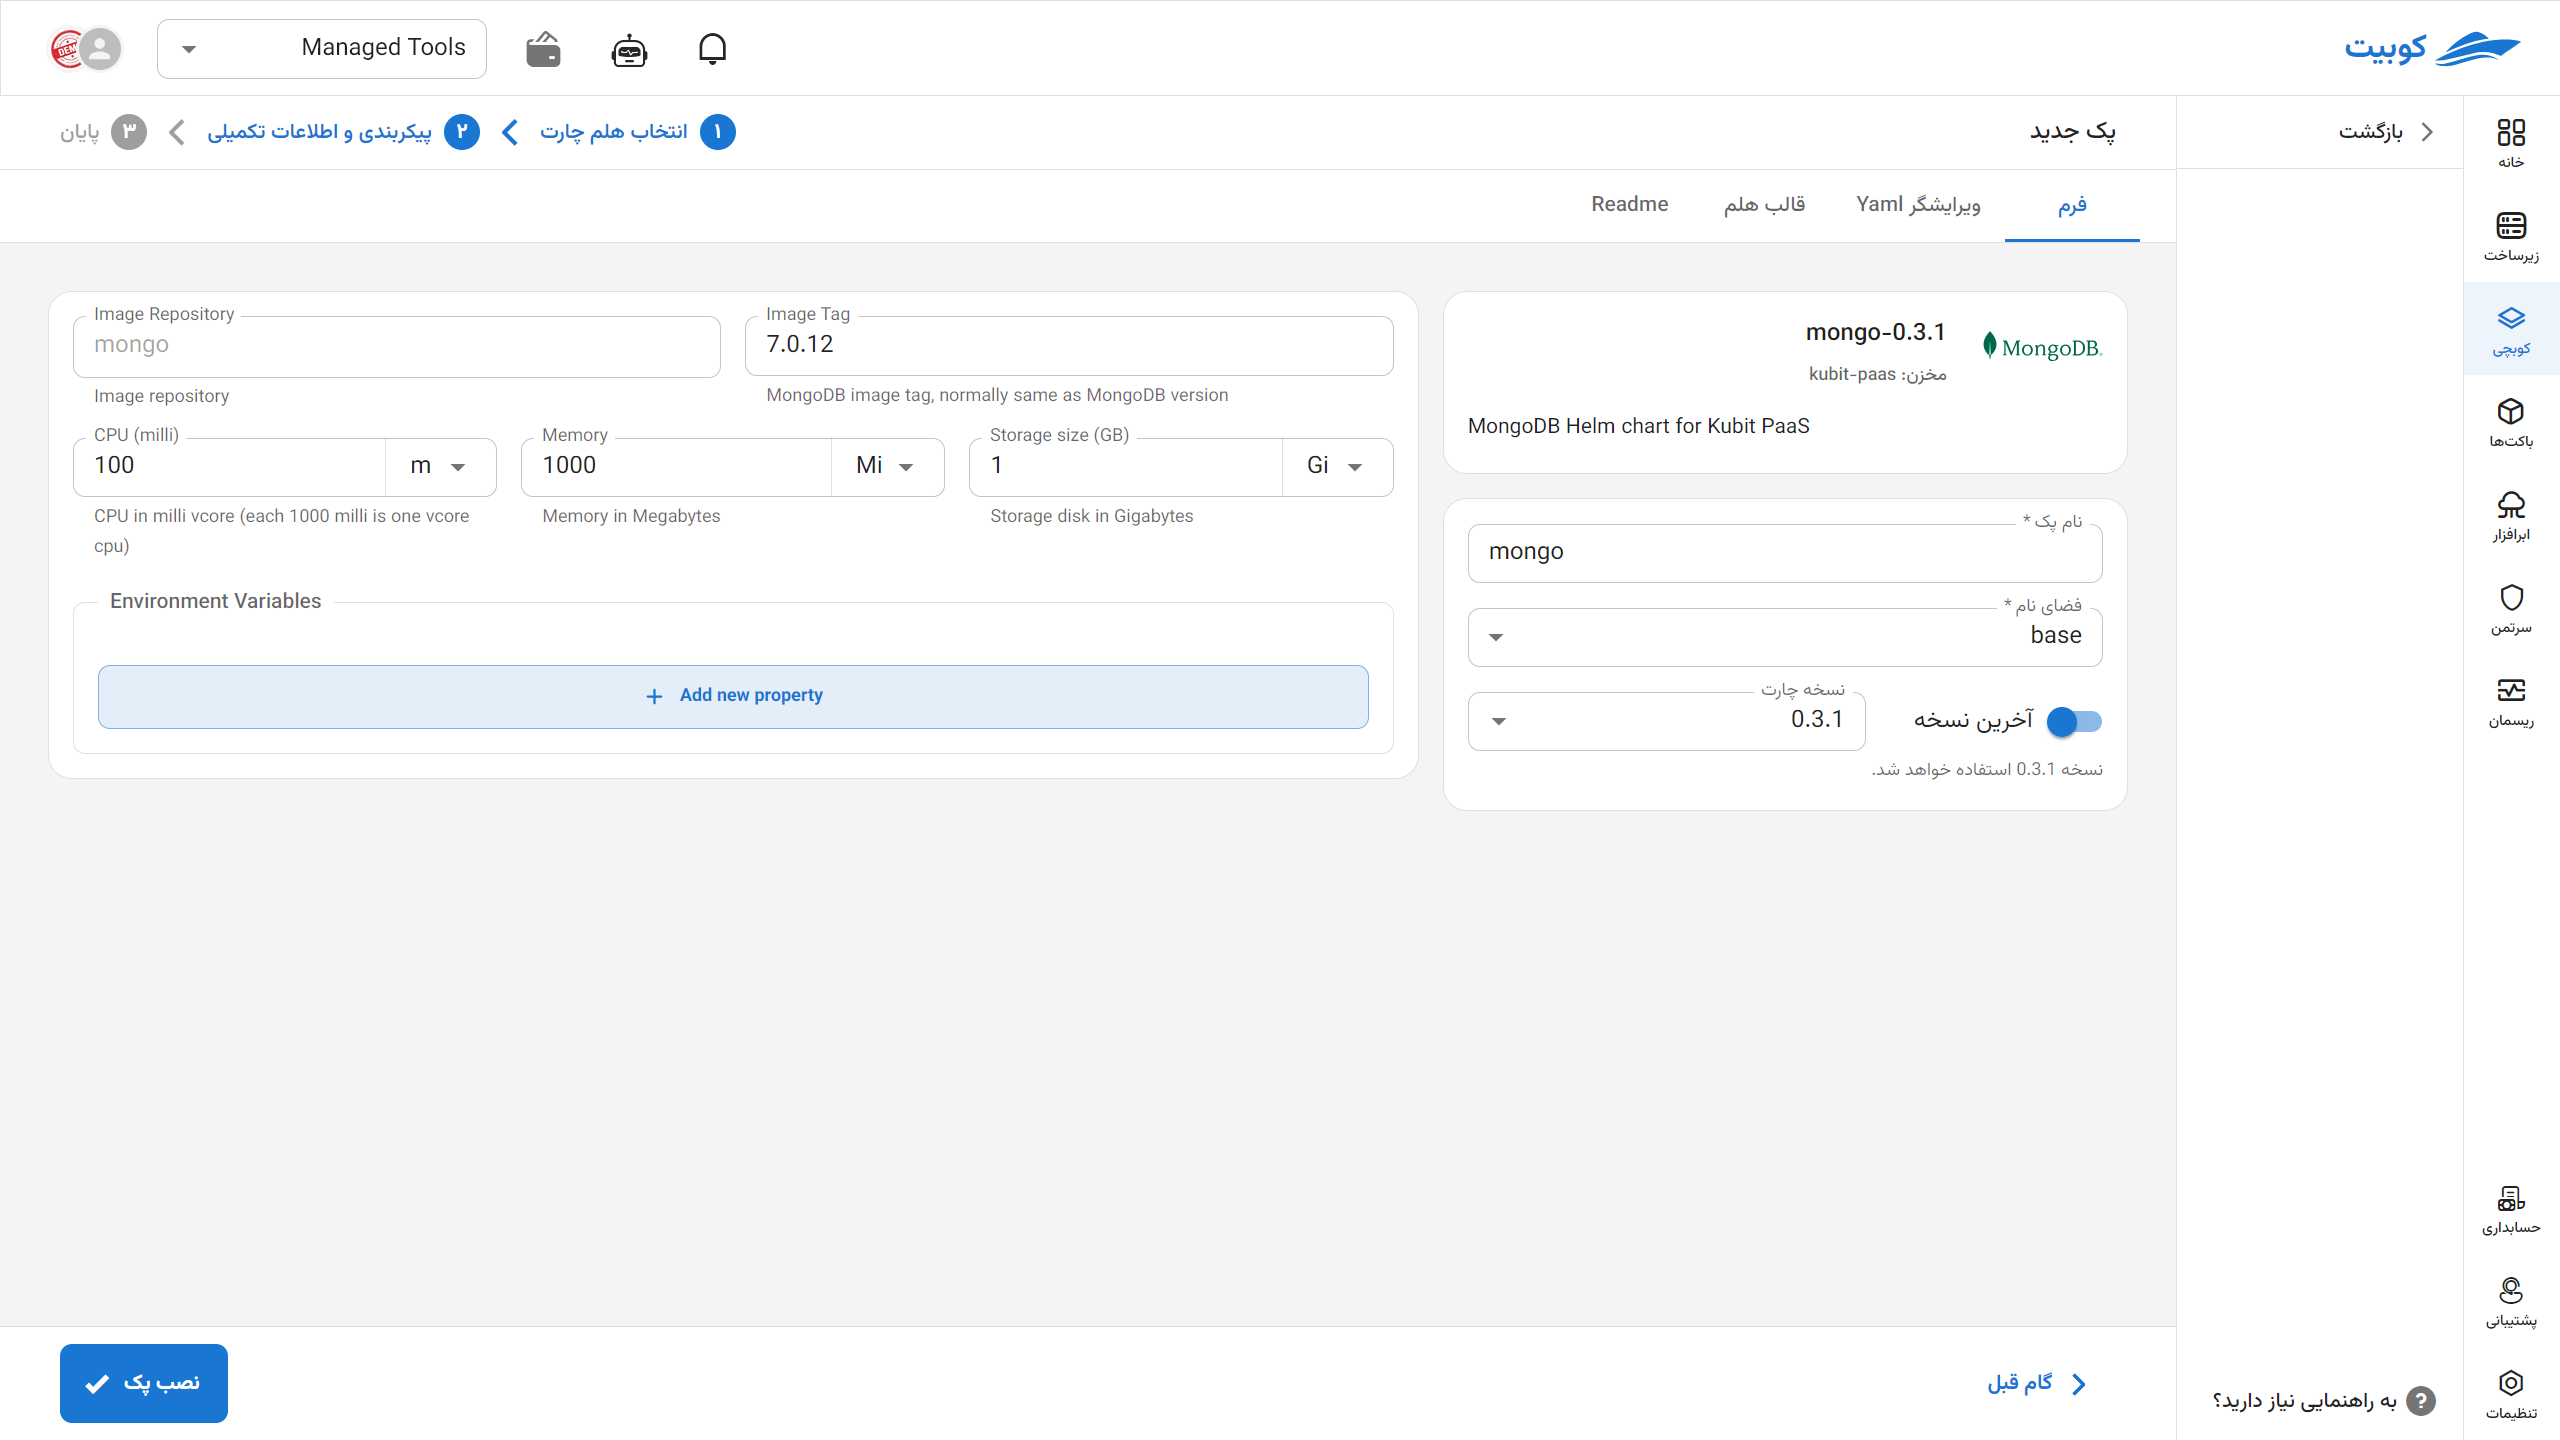 کوبیت
Managed Tools
DEMO
خانه
زیرساخت
کوبچی
باکت‌ها
ابرافزار
سرتمن
ریسمان
حسابداری
پشتیبانی
تنظیمات
بازگشت
به راهنمایی نیاز دارید؟
?
پک جدید
۱ انتخاب هلم چارت
۲ پیکربندی و اطلاعات تکمیلی
۳ پایان
فرم
ویرایشگر Yaml
قالب هلم
Readme
MongoDB
mongo-0.3.1
مخزن: kubit-paas
MongoDB Helm chart for Kubit PaaS
نام پک *
mongo
فضای نام *
base
آخرین نسخه
نسخه چارت
0.3.1
نسخه 0.3.1 استفاده خواهد شد.
Image Repository
mongo
Image repository
Image Tag
7.0.12
MongoDB image tag, normally same as MongoDB version
CPU (milli)
100 m
CPU in milli vcore (each 1000 milli is one vcore
cpu)
Memory
1000 Mi
Memory in Megabytes
Storage size (GB)
1 Gi
Storage disk in Gigabytes
Environment Variables
Add new property
گام قبل
نصب پک